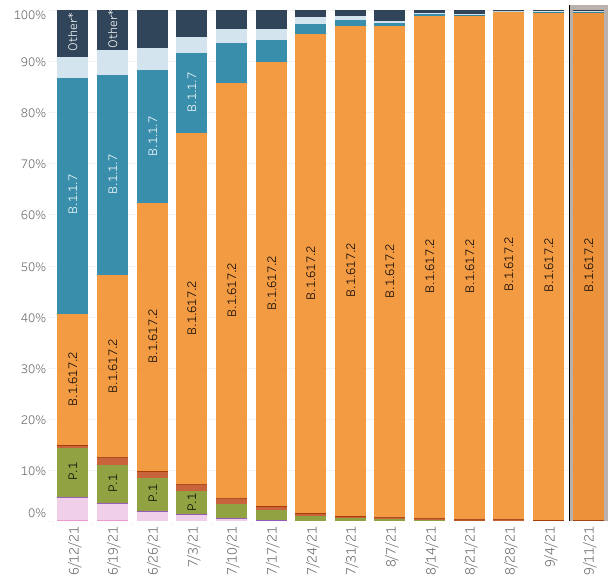 100%
90%
80%
70%
60%
50%
40%
30%
20%
10%
0%
Other*
Other*
B.1.1.7
B.1.1.7
B.1.1.7
B.1.1.7
B.1.617.2
B.1.617.2
B.1.617.2
B.1.617.2
B.1.617.2
B.1.617.2
B.1.617.2
B.1.617.2
B.1.617.2
B.1.617.2
B.1.617.2
B.1.617.2
B.1.617.2
B.1.617.2
P.1
P.1
P.1
P.1
6/12/21
6/19/21
6/26/21
7/3/21
7/10/21
7/17/21
7/24/21
7/31/21
8/7/21
8/14/21
8/21/21
8/28/21
9/4/21
9/11/21